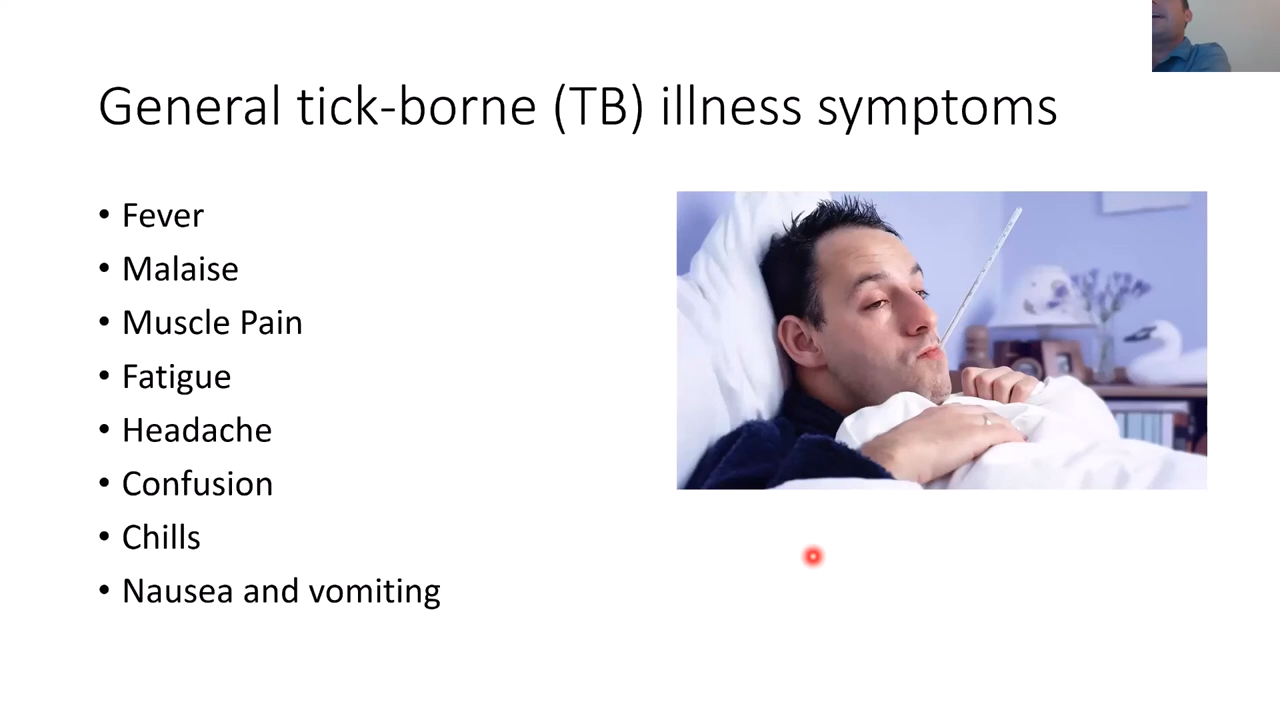 General tick-borne (TB) illness symptoms
• Fever
• Malaise
• Muscle Pain
• Fatigue
• Headache
• Confusion
• Chills
• Nausea and vomiting